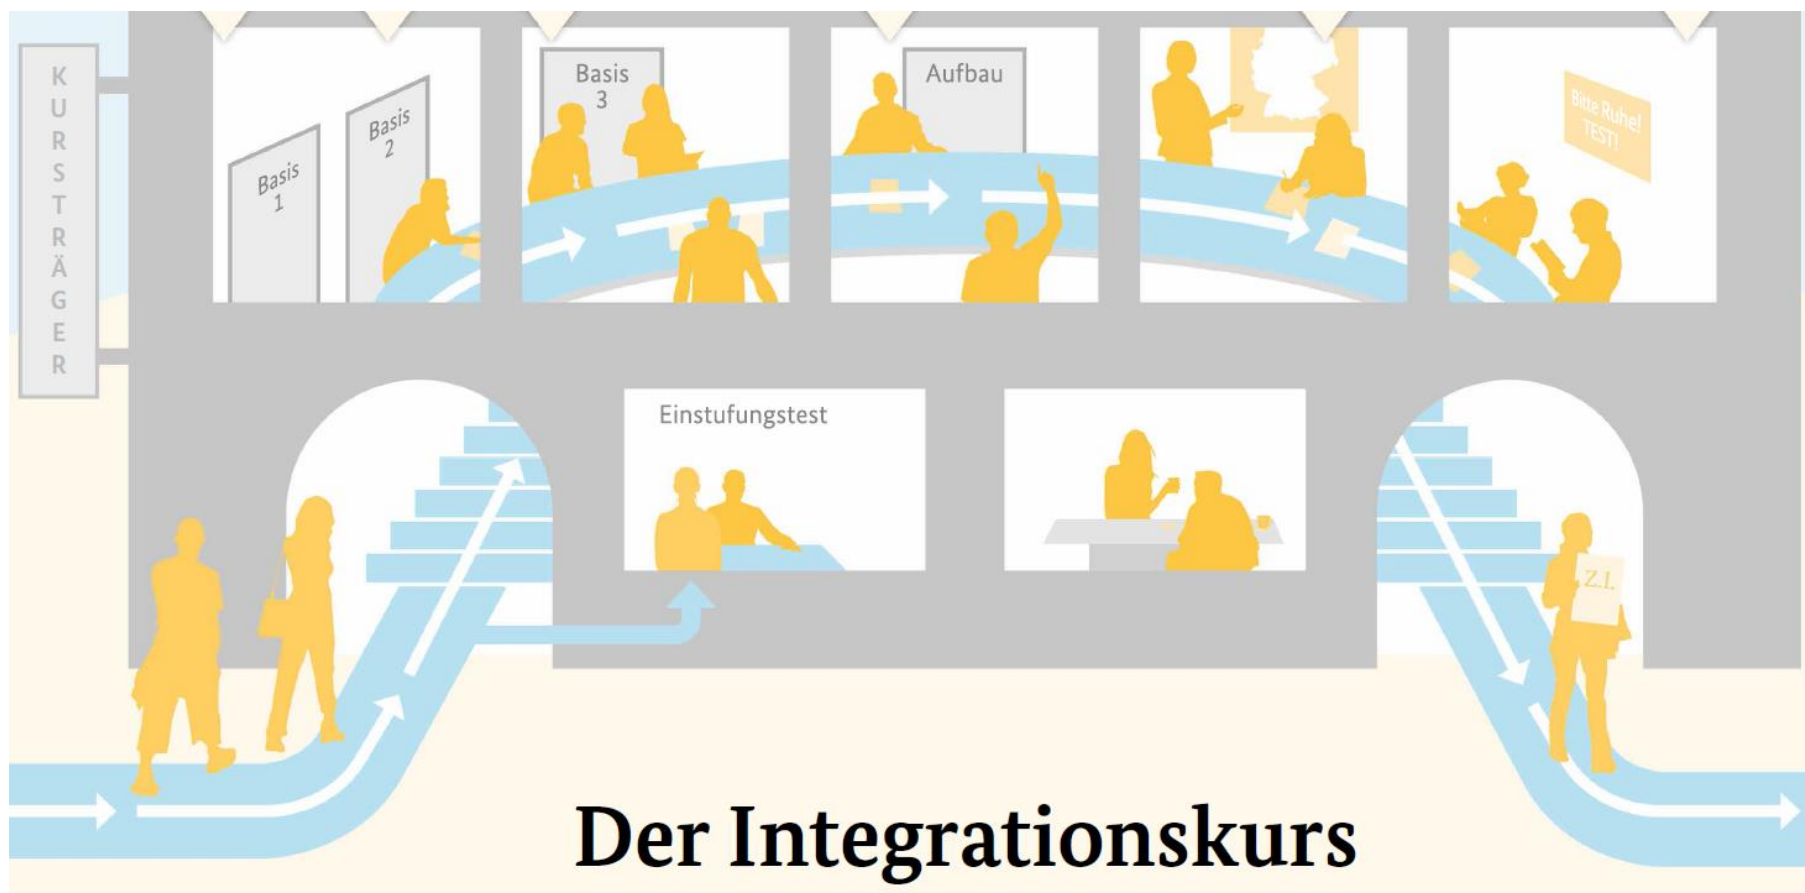 KURSTRÄGER
Basis
1
Basis
2
Basis
3
Aufbau
Bitte Ruhe!
TEST!
Einstufungstest
Z.I.
Der Integrationskurs